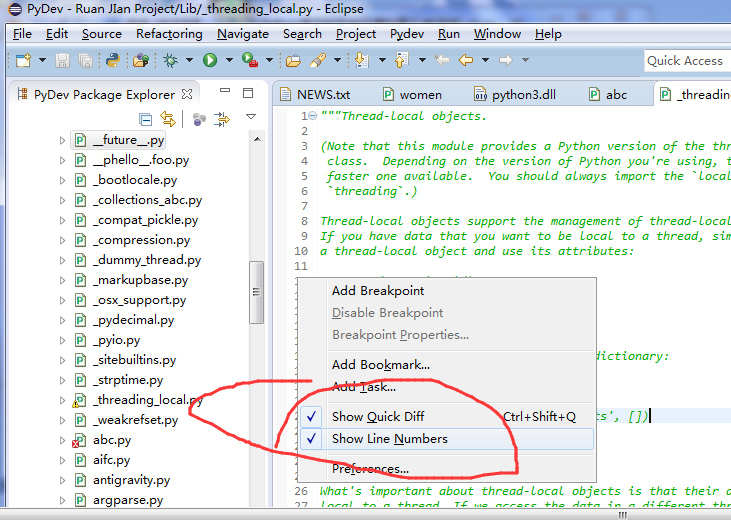 PyDev - Ruan JIan Project/Lib/_threading_local.py - Eclipse
File Edit Source Refactoring Navigate Search Project Pydev Run Window Help
Quick Access
PyDev Package Explorer
NEWS.txt women python3.dll abc _threading
__future__.py
__phello__.foo.py
_bootlocale.py
_collections_abc.py
_compat_pickle.py
_compression.py
_dummy_thread.py
_markupbase.py
_osx_support.py
_pydecimal.py
_pyio.py
_sitebuiltins.py
_strptime.py
_threading_local.py
_weakrefset.py
abc.py
aifc.py
antigravity.py
argparse.py
1 """Thread-local objects.
2
3 (Note that this module provides a Python version of the thr
4 class. Depending on the version of Python you're using, t
5 faster one available. You should always import the `local
6 `threading`.)
7
8 Thread-local objects support the management of thread-local
9 If you have data that you want to be local to a thread, sim
10 a thread-local object and use its attributes:
11
dictionary:
ts', [])
26 What's important about thread-local objects is that their d
27 local to a thread. If we access the data in a different thr
Add Breakpoint
Disable Breakpoint
Breakpoint Properties...
Add Bookmark...
Add Task...
Show Quick Diff Ctrl+Shift+Q
Show Line Numbers
Preferences...